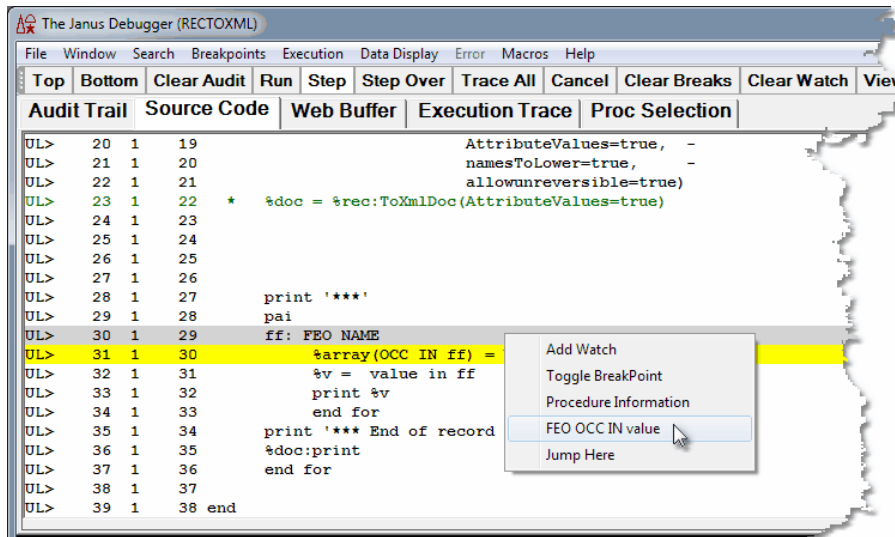 The Janus Debugger (RECTOXML)
File Window Search Breakpoints Execution Data Display Error Macros Help
Top Bottom Clear Audit Run Step Step Over Trace All Cancel Clear Breaks Clear Watch
Audit Trail Source Code Web Buffer Execution Trace Proc Selection
UL> 20 1 19 AttributeValues=true, -
UL> 21 1 20 namesToLower=true, -
UL> 22 1 21 allowunreversible=true)
UL> 23 1 22 * %doc = %rec:ToXmlDoc(AttributeValues=true)
UL> 24 1 23
UL> 25 1 24
UL> 26 1 25
UL> 27 1 26
UL> 28 1 27 print '***'
UL> 29 1 28 pai
UL> 30 1 29 ff: FEO NAME
UL> 31 1 30 %array(OCC IN ff) =
UL> 32 1 31 %v = value in ff
UL> 33 1 32 print %v
UL> 34 1 33 end for
UL> 35 1 34 print '*** End of record
UL> 36 1 35 %doc:print
UL> 37 1 36 end for
UL> 38 1 37
UL> 39 1 38 end
Add Watch
Toggle BreakPoint
Procedure Information
FEO OCC IN value
Jump Here